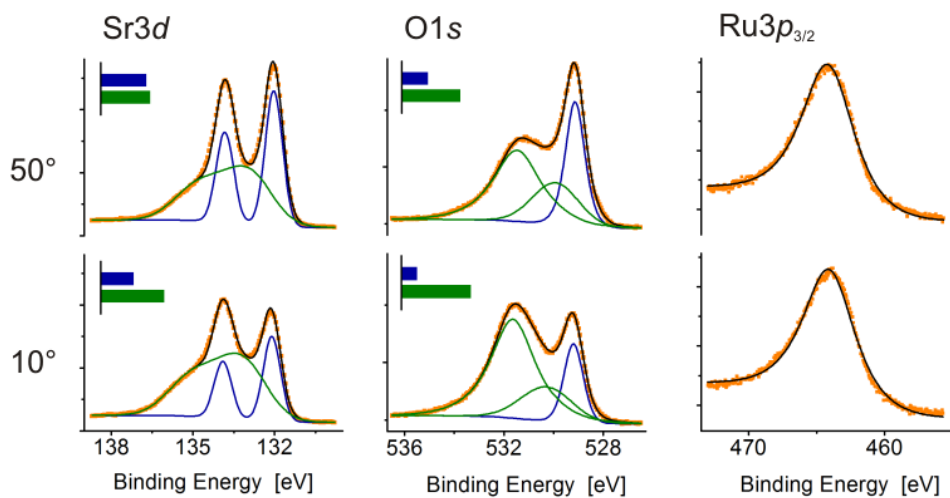 Sr3d O1s Ru3p3/2
50°
10°
138 135 132 536 532 528 470 460
Binding Energy [eV] Binding Energy [eV] Binding Energy [eV]